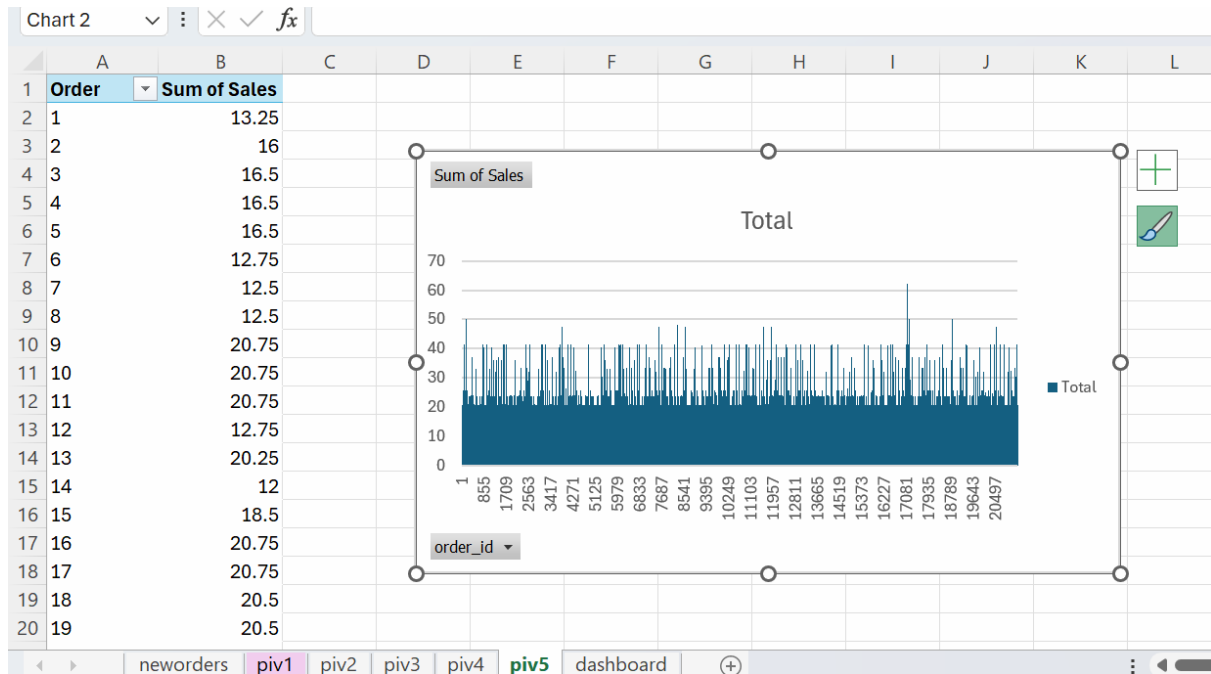 Chart 2
fx
A B C D E F G H I J K L
1 Order Sum of Sales
2 1 13.25
3 2 16
4 3 16.5
5 4 16.5
6 5 16.5
7 6 12.75
8 7 12.5
9 8 12.5
10 9 20.75
11 10 20.75
12 11 20.75
13 12 12.75
14 13 20.25
15 14 12
16 15 18.5
17 16 20.75
18 17 20.75
19 18 20.5
20 19 20.5
Sum of Sales
Total
70
60
50
40
30
20
10
0
1 855 1709 2563 3417 4271 5125 5979 6833 7687 8541 9395 10249 11103 11957 12811 13665 14519 15373 16227 17081 17935 18789 19643 20497
Total
order_id
neworders piv1 piv2 piv3 piv4 piv5 dashboard